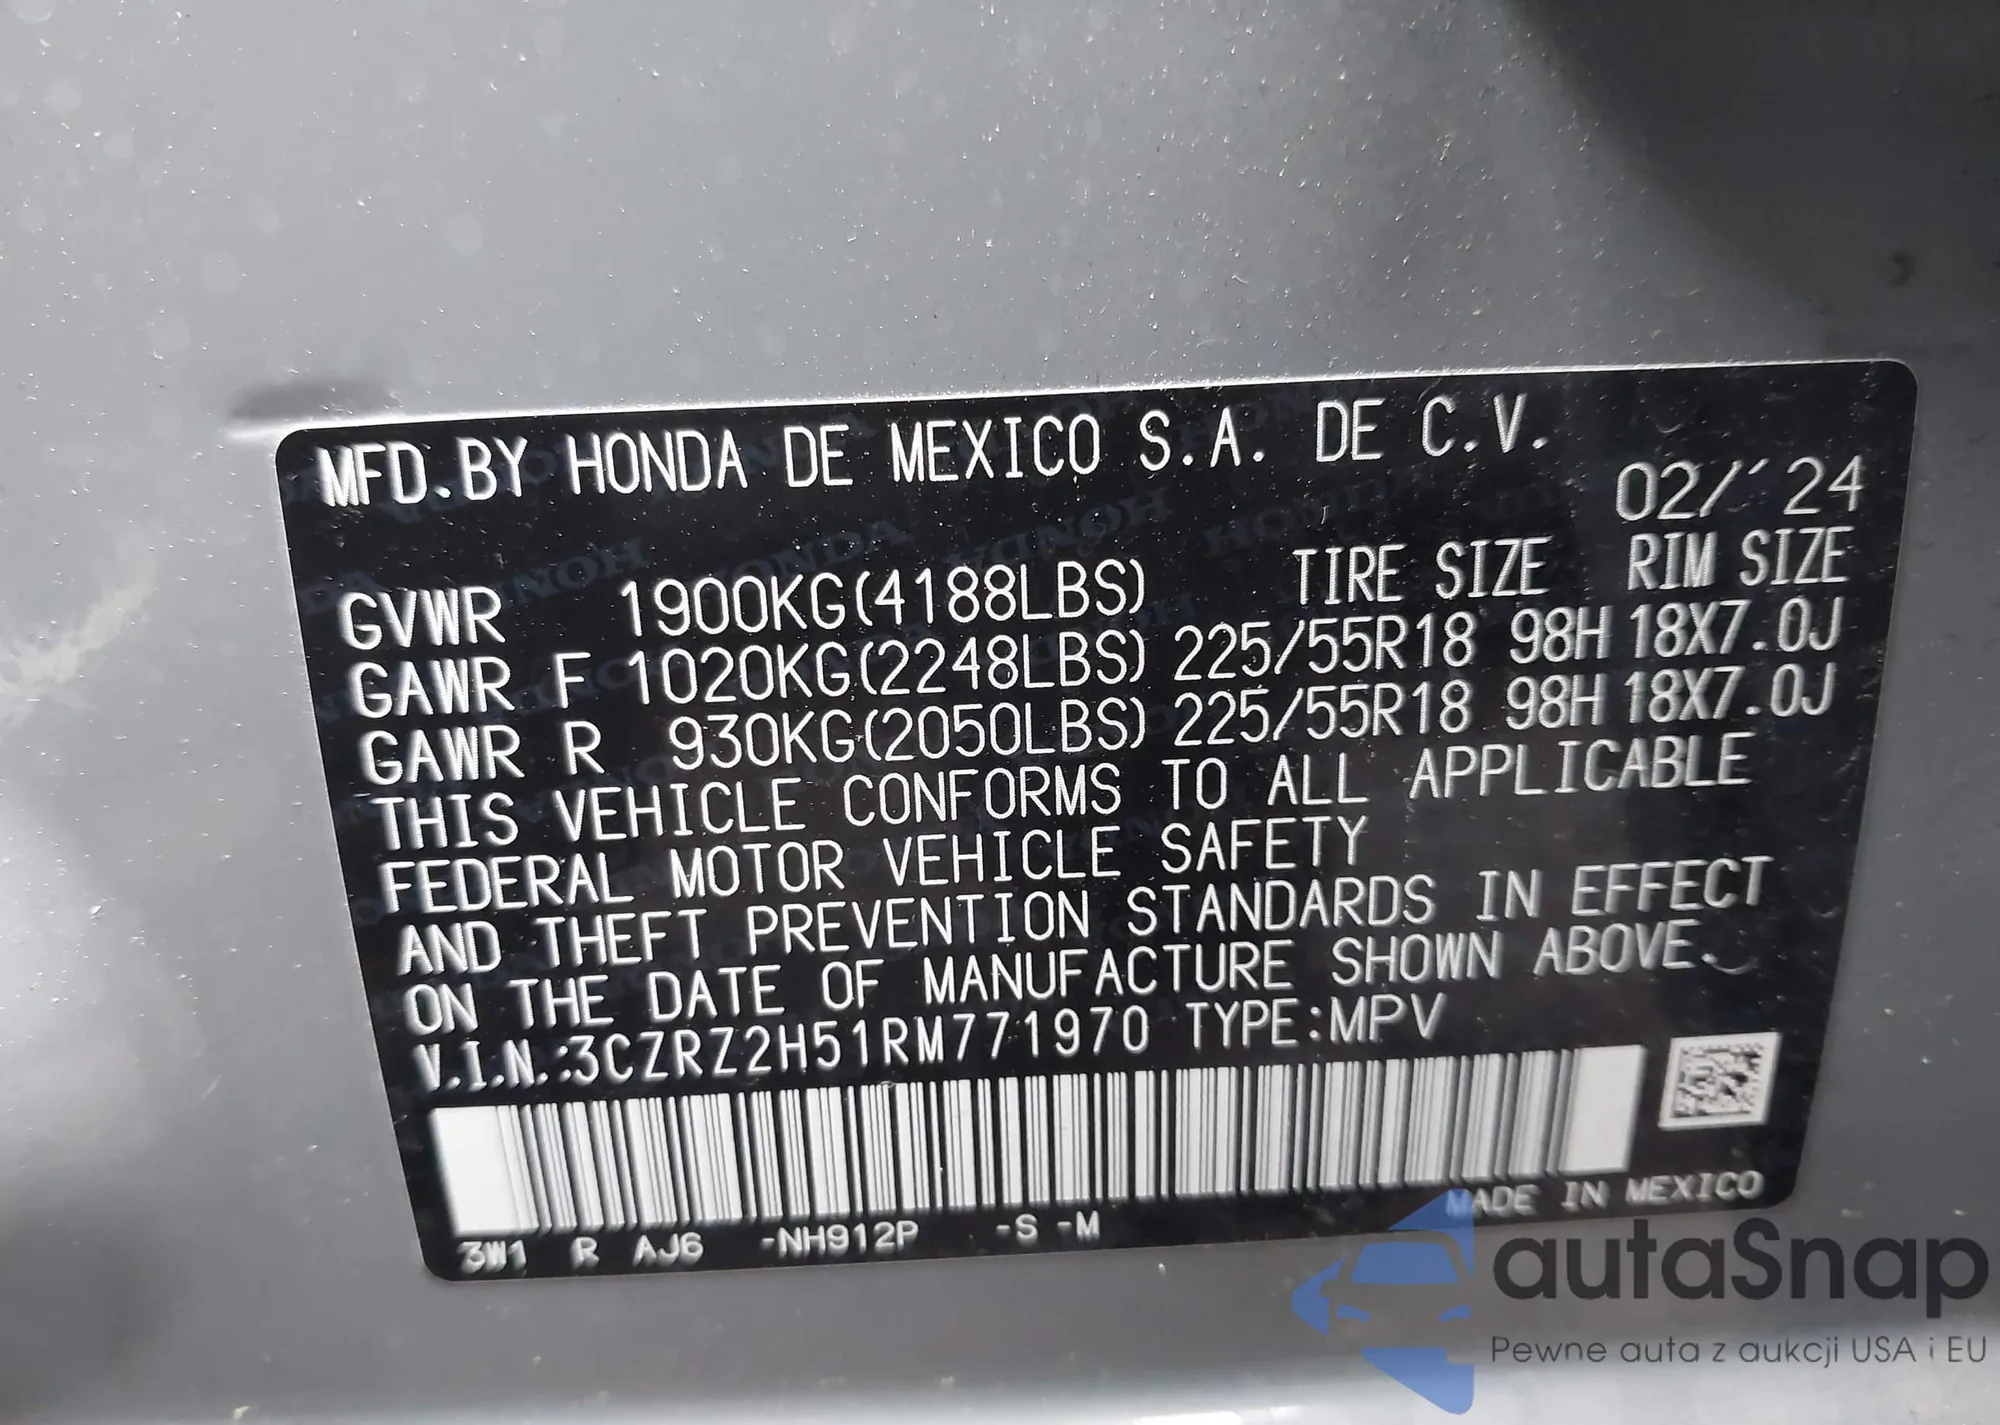 MFD. BY HONDA DE MEXICO S.A. DE C.V.
02/ 24
GVWR 1900KG(4188LBS) TIRE SIZE RIM SIZE
GAWR F 1020KG(2248LBS) 225/55R18 98H 18X7.0J
GAWR R 930KG(2050LBS) 225/55R18 98H 18X7.0J
THIS VEHICLE CONFORMS TO ALL APPLICABLE
FEDERAL MOTOR VEHICLE SAFETY
AND THEFT PREVENTION STANDARDS IN EFFECT
ON THE DATE OF MANUFACTURE SHOWN ABOVE.
V.I.N.:3CZRZ2H51RM771970 TYPE:MPV
MADE IN MEXICO
3W1 R AJ6 -NH912P -S -M
autaSnap
Pewne auta z aukcji USA i EU